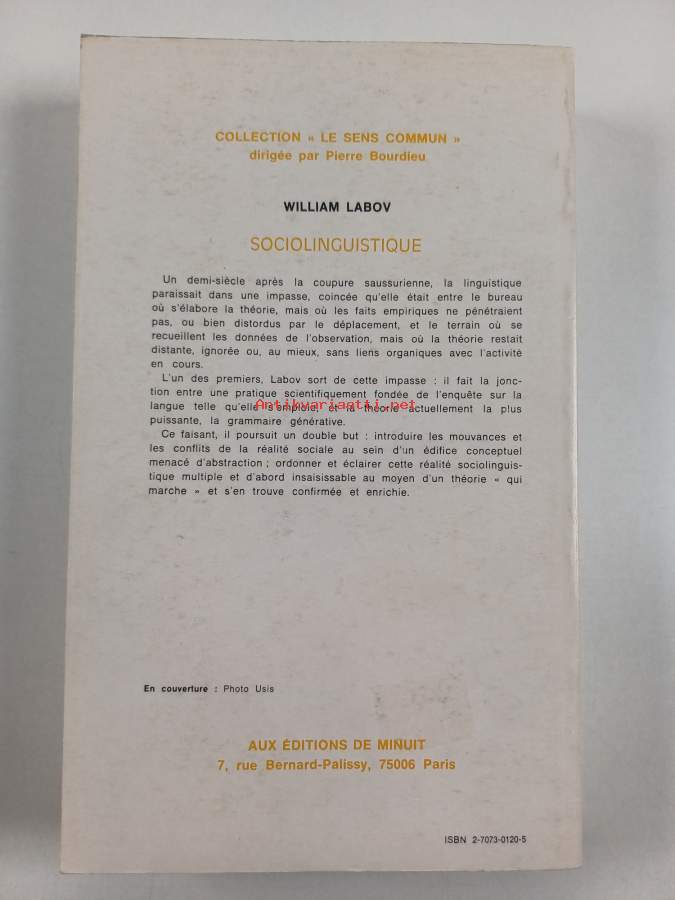 COLLECTION « LE SENS COMMUN »
dirigée par Pierre Bourdieu
WILLIAM LABOV
SOCIOLINGUISTIQUE
Un demi-siècle après la coupure saussurienne, la linguistique
paraissait dans une impasse, coincée qu'elle était entre le bureau
où s'élabore la théorie, mais où les faits empiriques ne pénétraient
pas, ou bien distordus par le déplacement, et le terrain où se
recueillent les données de l'observation, mais où la théorie restait
distante, ignorée ou, au mieux, sans liens organiques avec l'activité
en cours.
L'un des premiers, Labov sort de cette impasse : il fait la jonc-
tion entre une pratique scientifiquement fondée de l'enquête sur la
langue telle qu'elle s'emploie, et la théorie actuellement la plus
Antikvariaatti.net
puissante, la grammaire générative.
Ce faisant, il poursuit un double but : introduire les mouvances et
les conflits de la réalité sociale au sein d'un édifice conceptuel
menacé d'abstraction ; ordonner et éclairer cette réalité sociolinguis-
tique multiple et d'abord insaisissable au moyen d'un théorie « qui
marche » et s'en trouve confirmée et enrichie.
En couverture : Photo Usis
AUX ÉDITIONS DE MINUIT
7, rue Bernard-Palissy, 75006 Paris
ISBN 2-7073-0120-5